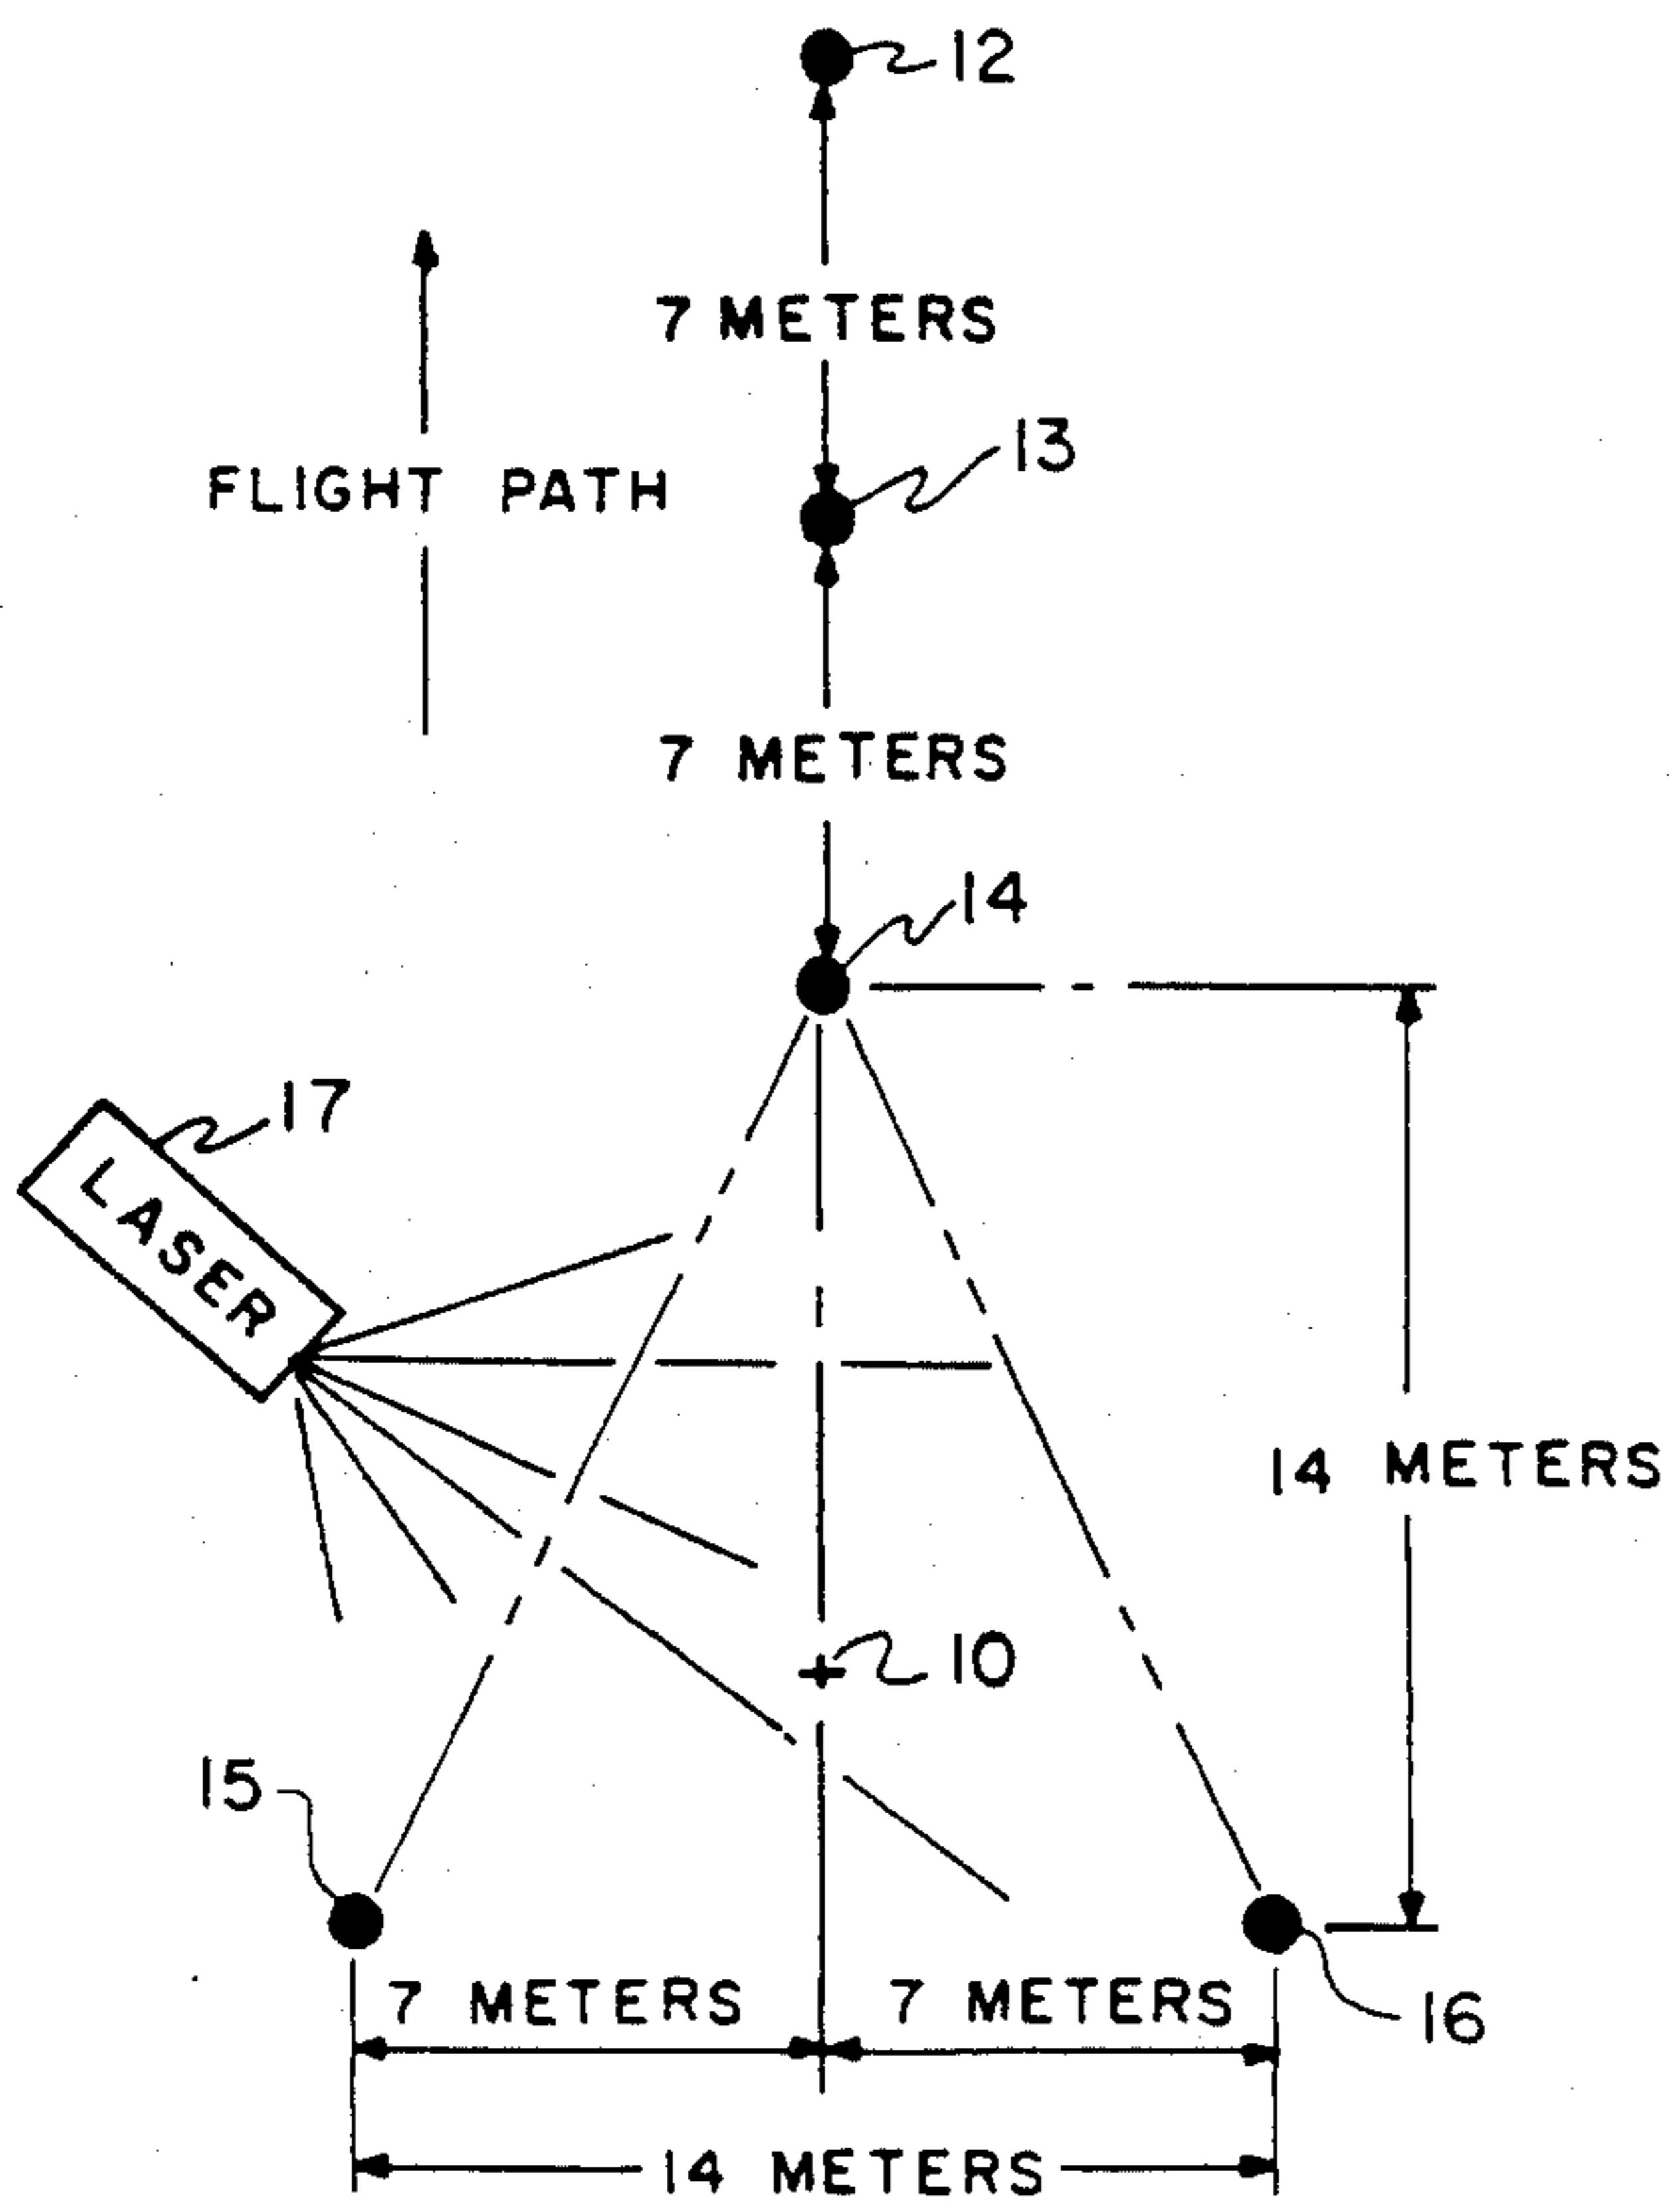 12
7 METERS
13
FLIGHT PATH
7 METERS
14
17
LASER
14 METERS
10
15
7 METERS
7 METERS
16
14 METERS